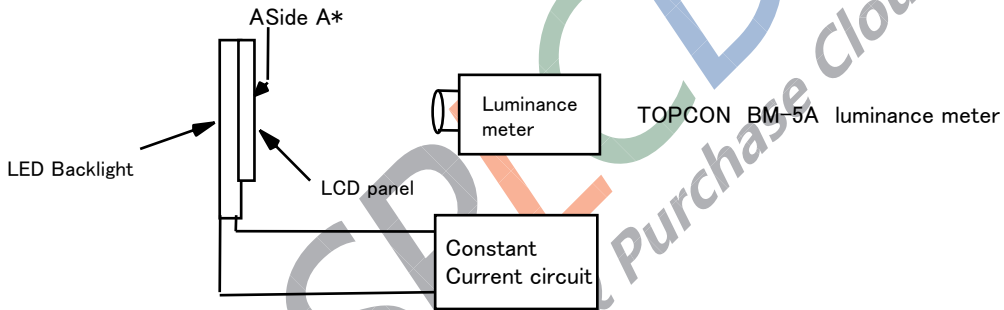 ASide A*
Luminance
meter
TOPCON BM-5A luminance meter
LED Backlight
LCD panel
Constant
Current circuit
Purchase Clou